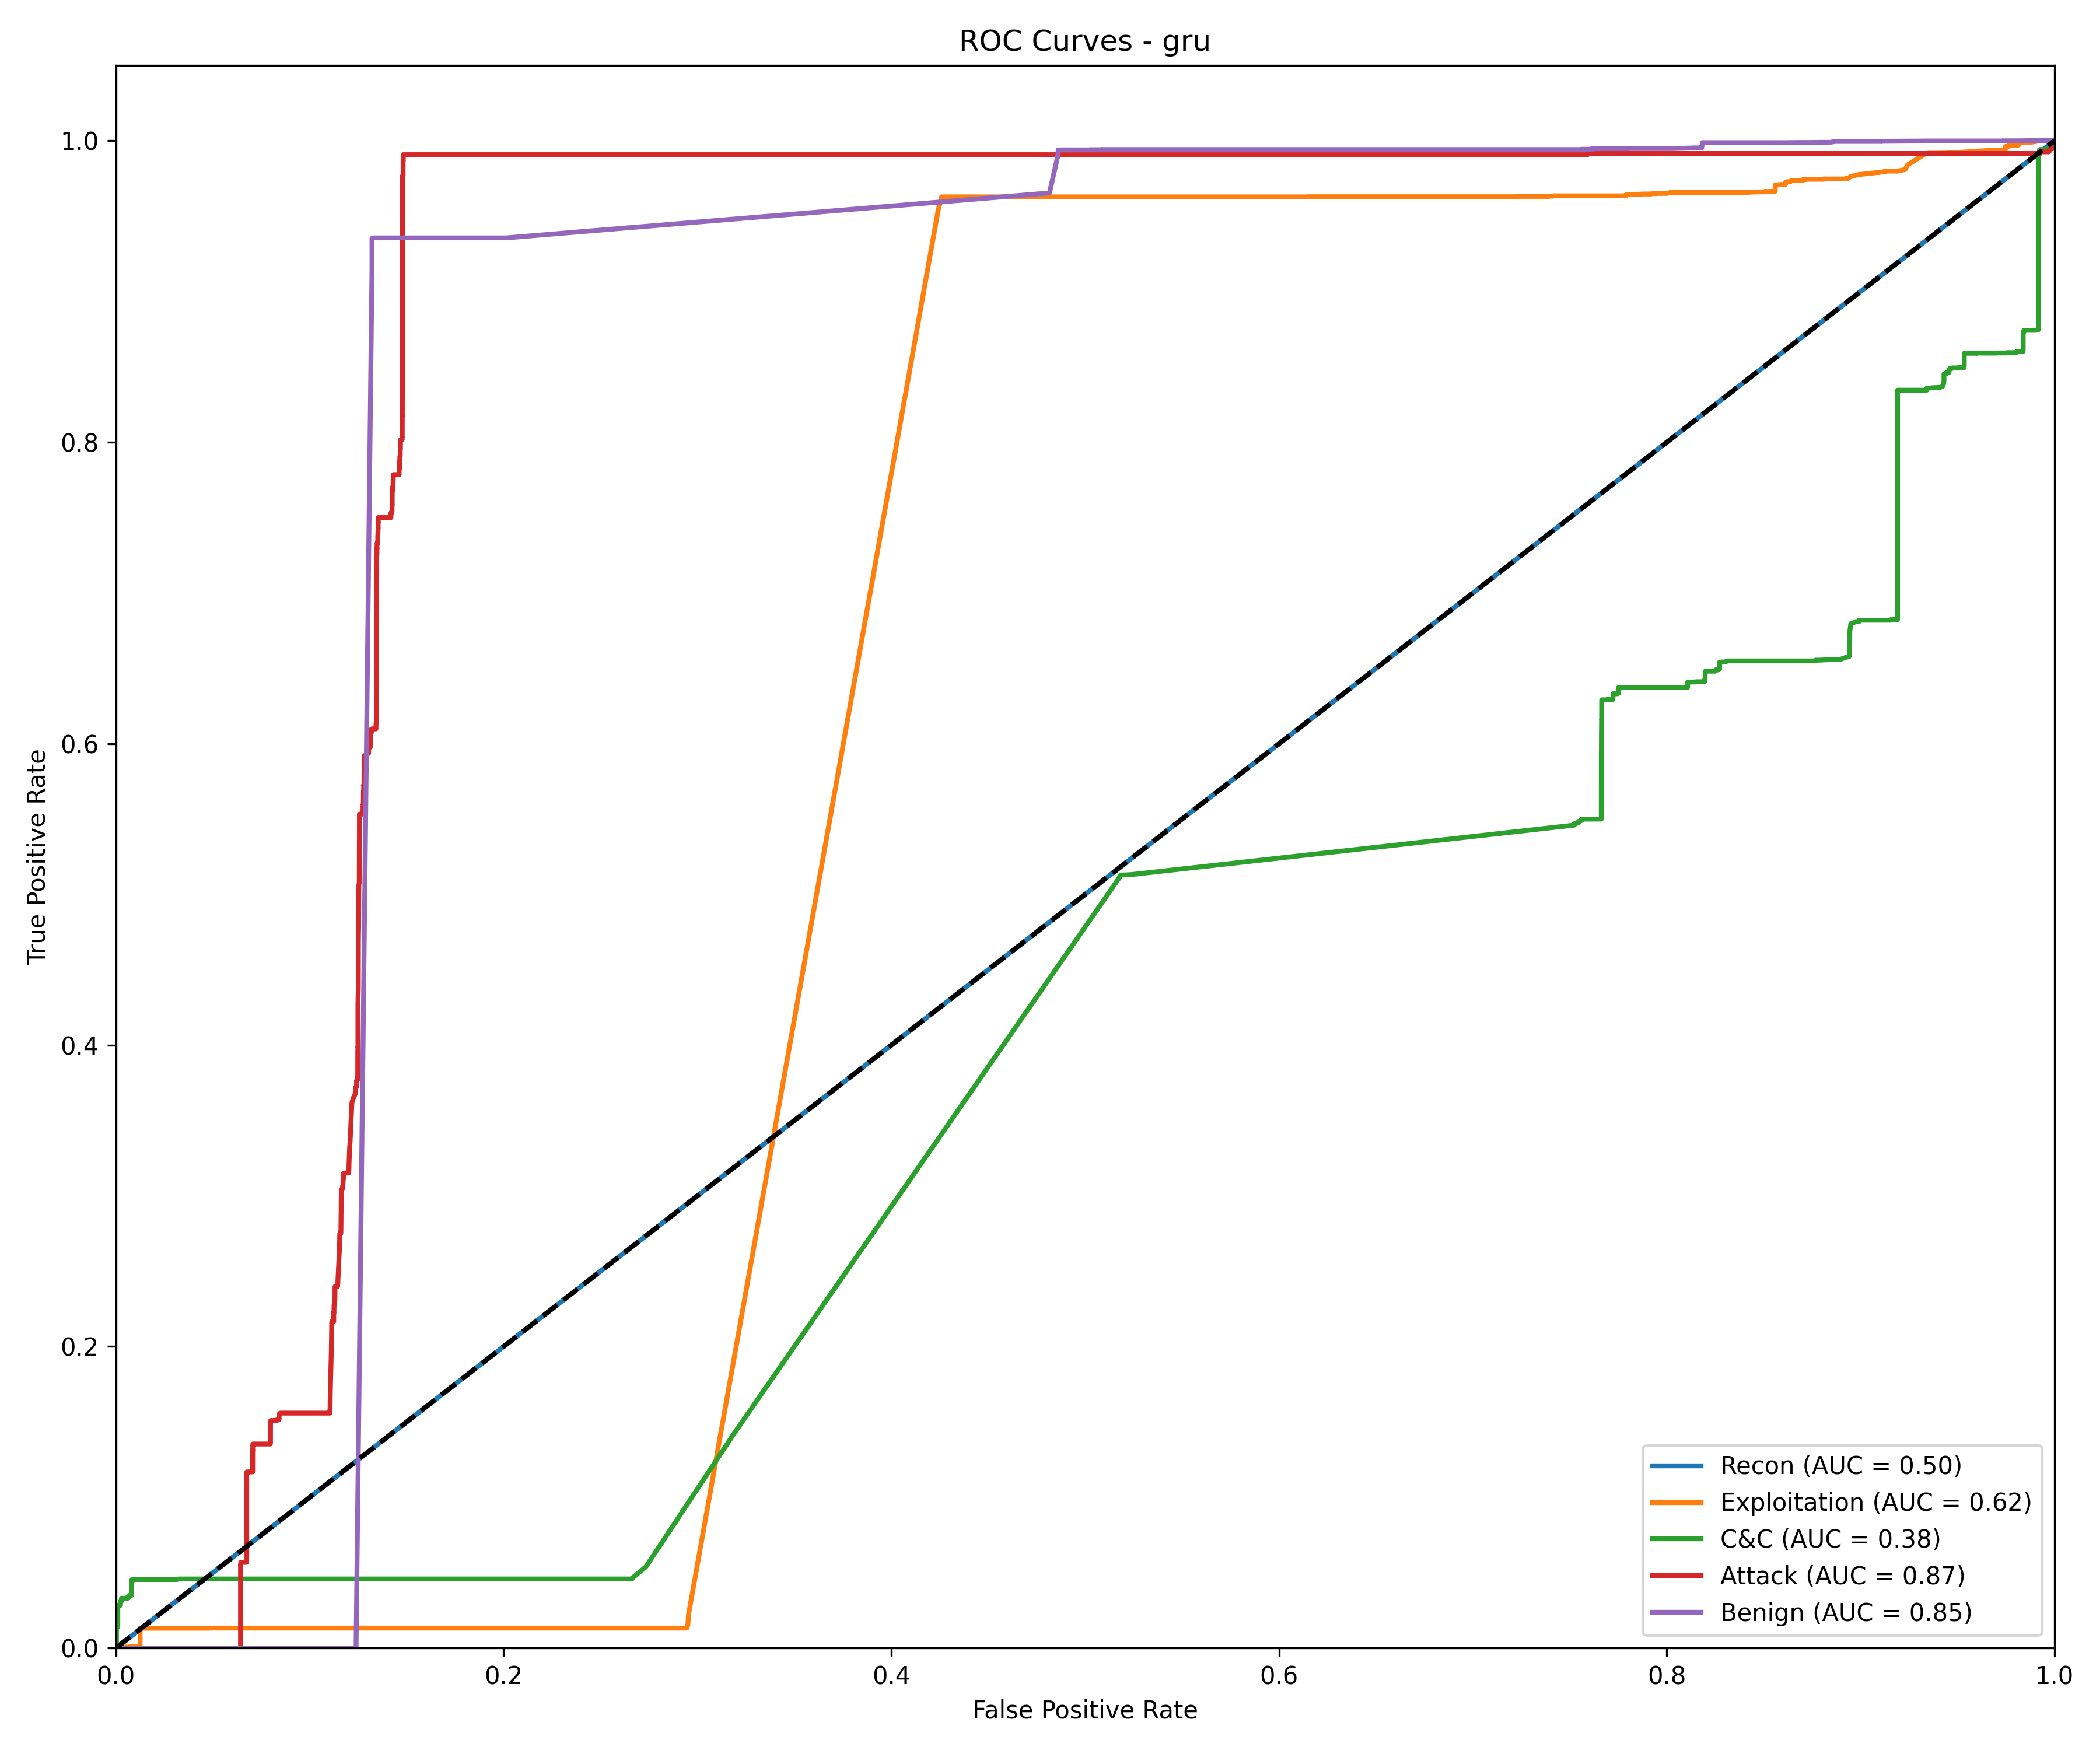 ROC Curves - gru
True Positive Rate
1.0
0.8
0.6
0.4
0.2
0.0
0.0 0.2 0.4 0.6 0.8 1.0
False Positive Rate
Recon (AUC = 0.50)
Exploitation (AUC = 0.62)
C&C (AUC = 0.38)
Attack (AUC = 0.87)
Benign (AUC = 0.85)